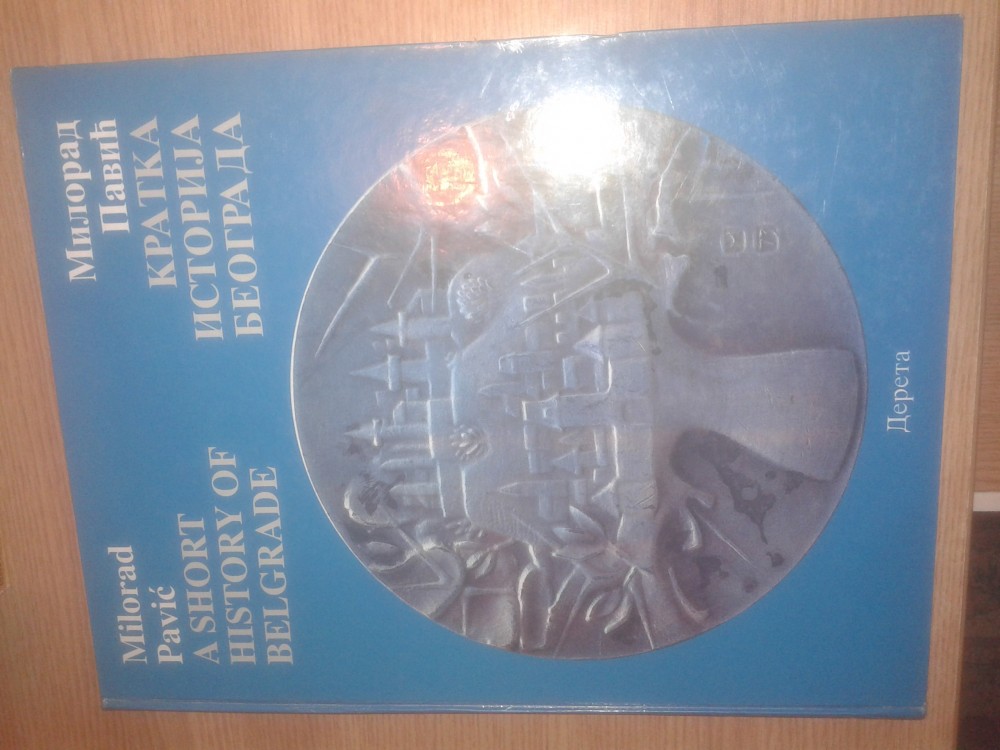 Milorad
Pavić
A SHORT
HISTORY OF
BELGRADE
Милорад
Павић
КРАТКА
ИСТОРИЈА
БЕОГРАДА
Дерета